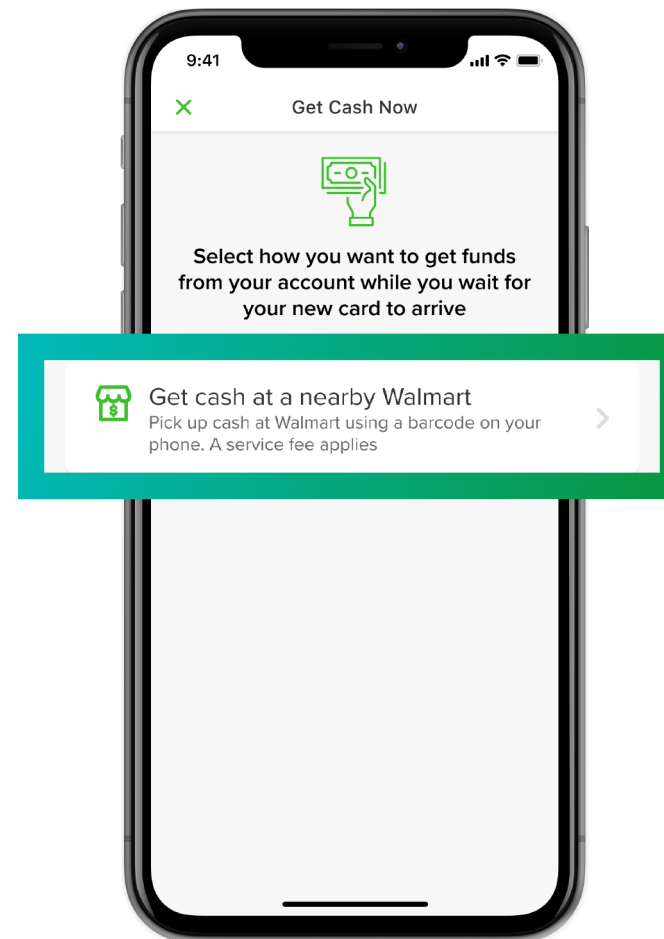 9:41
Get Cash Now
Select how you want to get funds
from your account while you wait for
your new card to arrive
Get cash at a nearby Walmart
Pick up cash at Walmart using a barcode on your
phone. A service fee applies